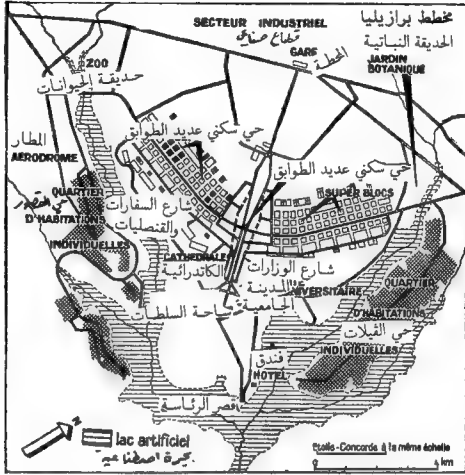 SECTEUR INDUSTRIEL
قطاع صناعي
مخطط برازيليا
الحديقة النباتية
JARDIN
BOTANIQUE
GARE
المحطة
ZOO
حديقة الحيوانات
المطار
AERODROME
حي سكني عديد الطوابق
حي سكني عديد الطوابق
SUPER BLOCS
QUARTIER
D'HABITATIONS
INDIVIDUELLES
شارع السفارات
والقنصليات
CATHEDRALE
الكاتدرائية
شارع الوزارات
المدينة
الجامعية
UNIVERSITAIRE
ساحة السلطات
QUARTIER
D'HABITATIONS
حي الفيلات
INDIVIDUELLES
فندق
HOTEL
قصر الرئاسة
N
lac artificiel
بحيرة اصطناعية
Etoile-Concorde à la même échelle
km